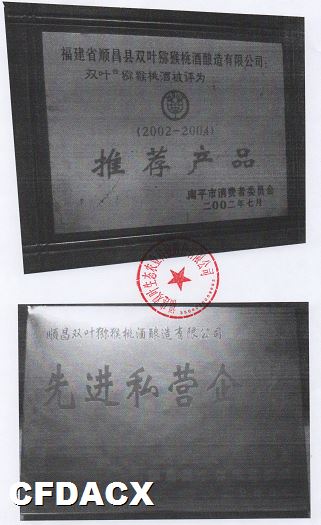 福建省顺昌县双叶猕猴桃酒酿造有限公司：
双叶"猕猴桃酒被评为
(2002-2004)
推荐产品
南平市消费者委员会
二00二年七月
顺昌双叶猕猴桃酒酿造有限公司
先进私营企
CFDACX